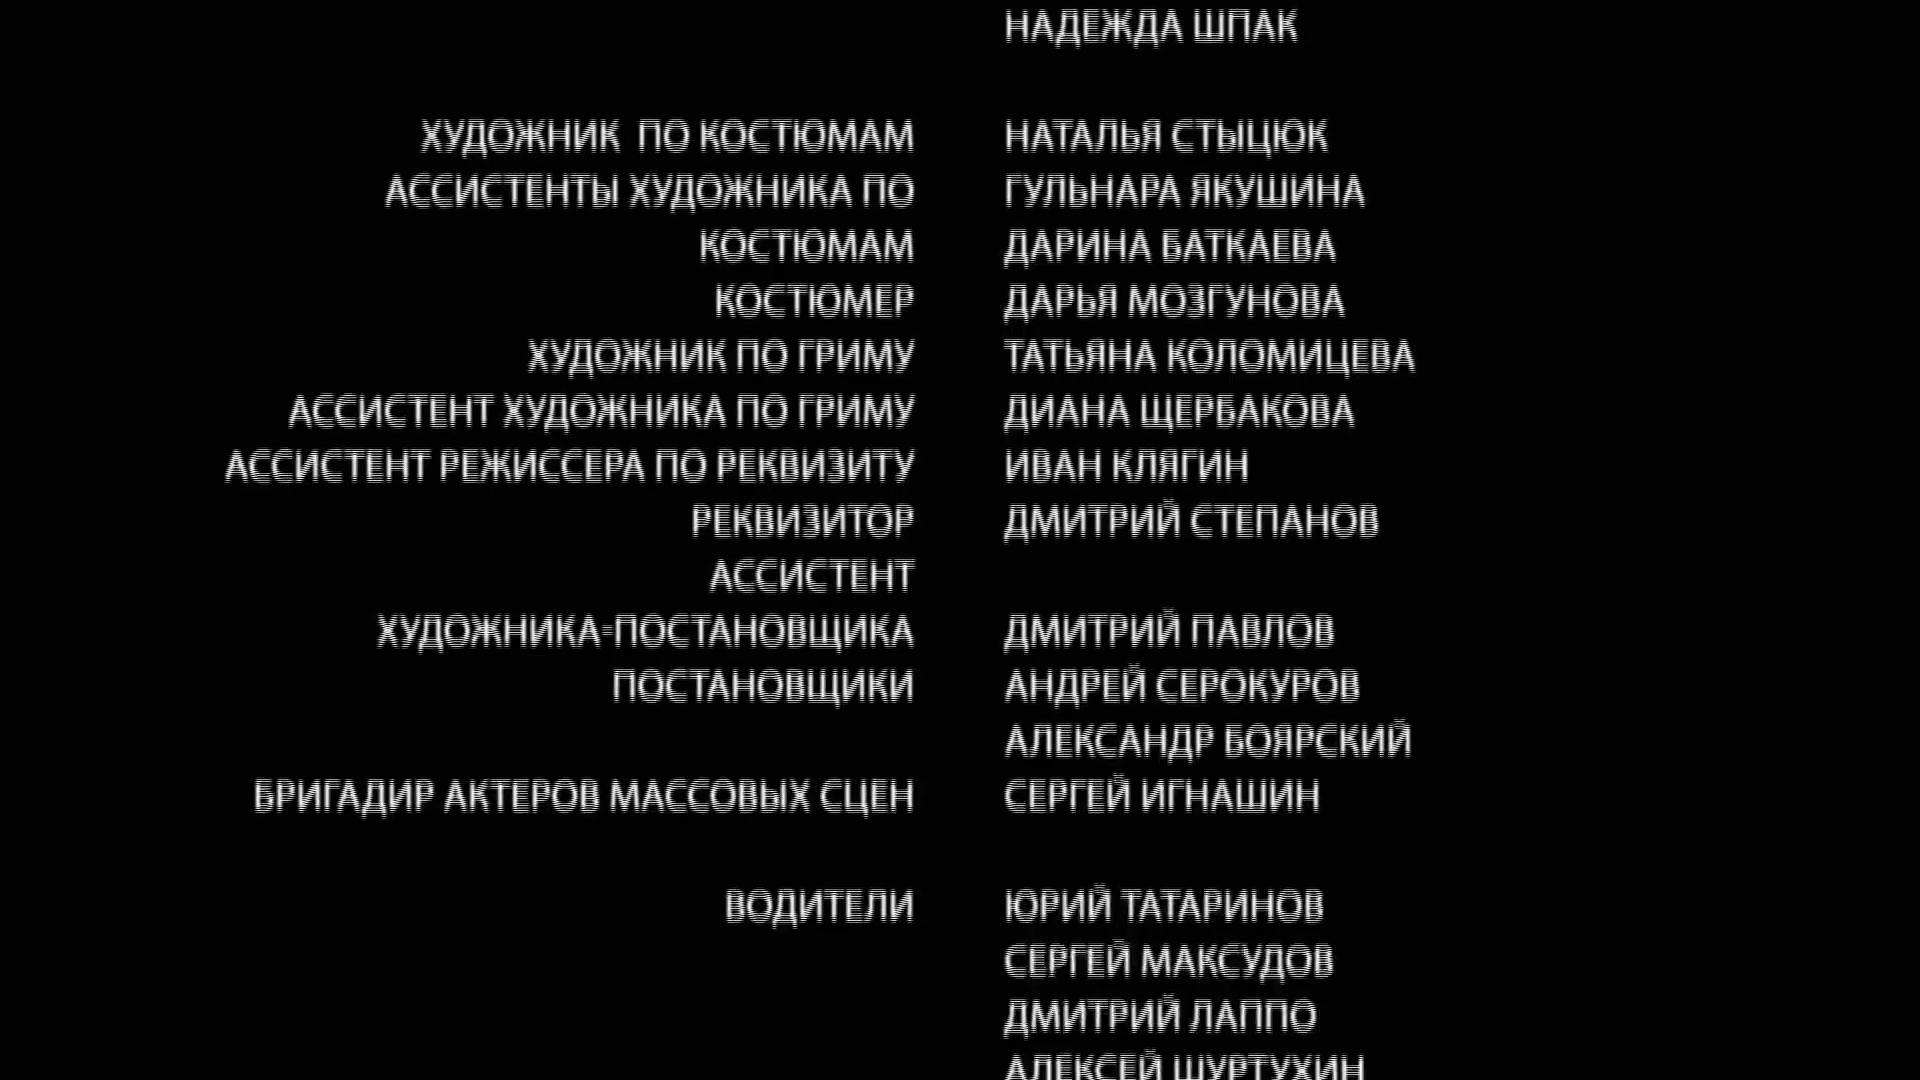 НАДЕЖДА ШПАК
ХУДОЖНИК ПО КОСТЮМАМ НАТАЛЬЯ СТЫЦЮК
АССИСТЕНТЫ ХУДОЖНИКА ПО ГУЛЬНАРА ЯКУШИНА
КОСТЮМАМ ДАРИНА БАТКАЕВА
КОСТЮМЕР ДАРЬЯ МОЗГУНОВА
ХУДОЖНИК ПО ГРИМУ ТАТЬЯНА КОЛОМИЦЕВА
АССИСТЕНТ ХУДОЖНИКА ПО ГРИМУ ДИАНА ЩЕРБАКОВА
АССИСТЕНТ РЕЖИССЕРА ПО РЕКВИЗИТУ ИВАН КЛЯГИН
РЕКВИЗИТОР ДМИТРИЙ СТЕПАНОВ
АССИСТЕНТ
ХУДОЖНИКА-ПОСТАНОВЩИКА ДМИТРИЙ ПАВЛОВ
ПОСТАНОВЩИКИ АНДРЕЙ СЕРОКУРОВ
АЛЕКСАНДР БОЯРСКИЙ
БРИГАДИР АКТЕРОВ МАССОВЫХ СЦЕН СЕРГЕЙ ИГНАШИН
ВОДИТЕЛИ ЮРИЙ ТАТАРИНОВ
СЕРГЕЙ МАКСУДОВ
ДМИТРИЙ ЛАППО
АЛЕКСЕЙ ШУРТУХИН